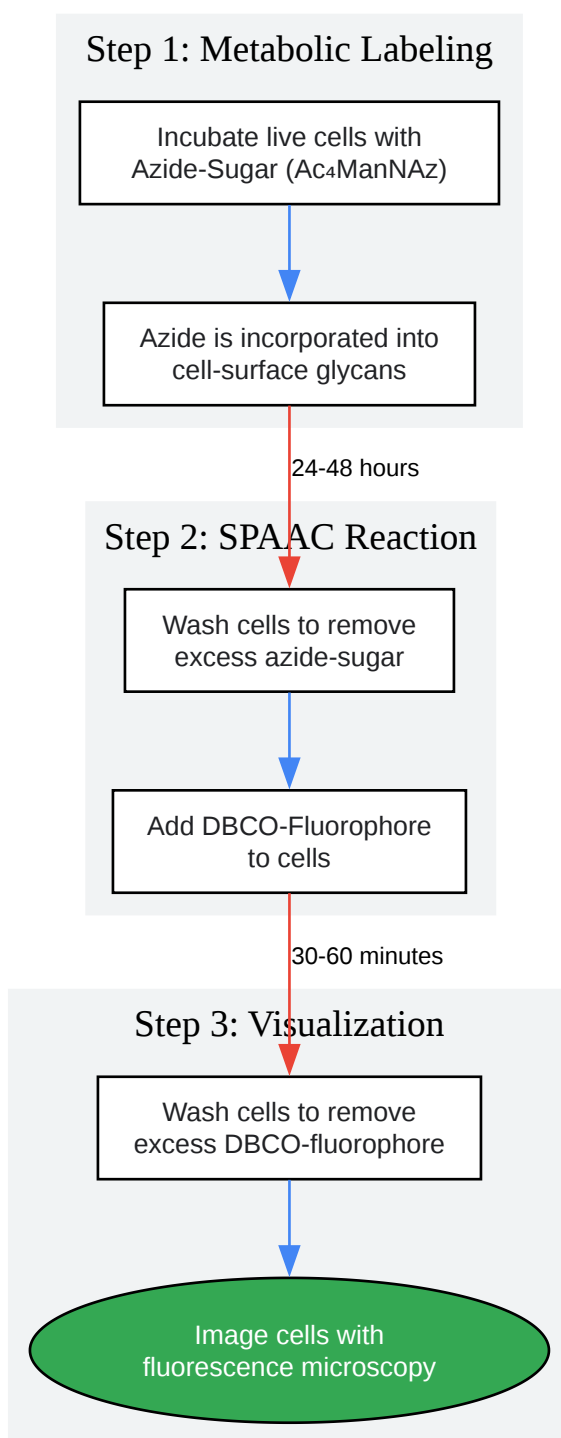 Step 1: Metabolic Labeling
Incubate live cells with
Azide-Sugar (Ac₄ManNAz)
Azide is incorporated into
cell-surface glycans
24-48 hours
Step 2: SPAAC Reaction
Wash cells to remove
excess azide-sugar
Add DBCO-Fluorophore
to cells
30-60 minutes
Step 3: Visualization
Wash cells to remove
excess DBCO-fluorophore
Image cells with
fluorescence microscopy